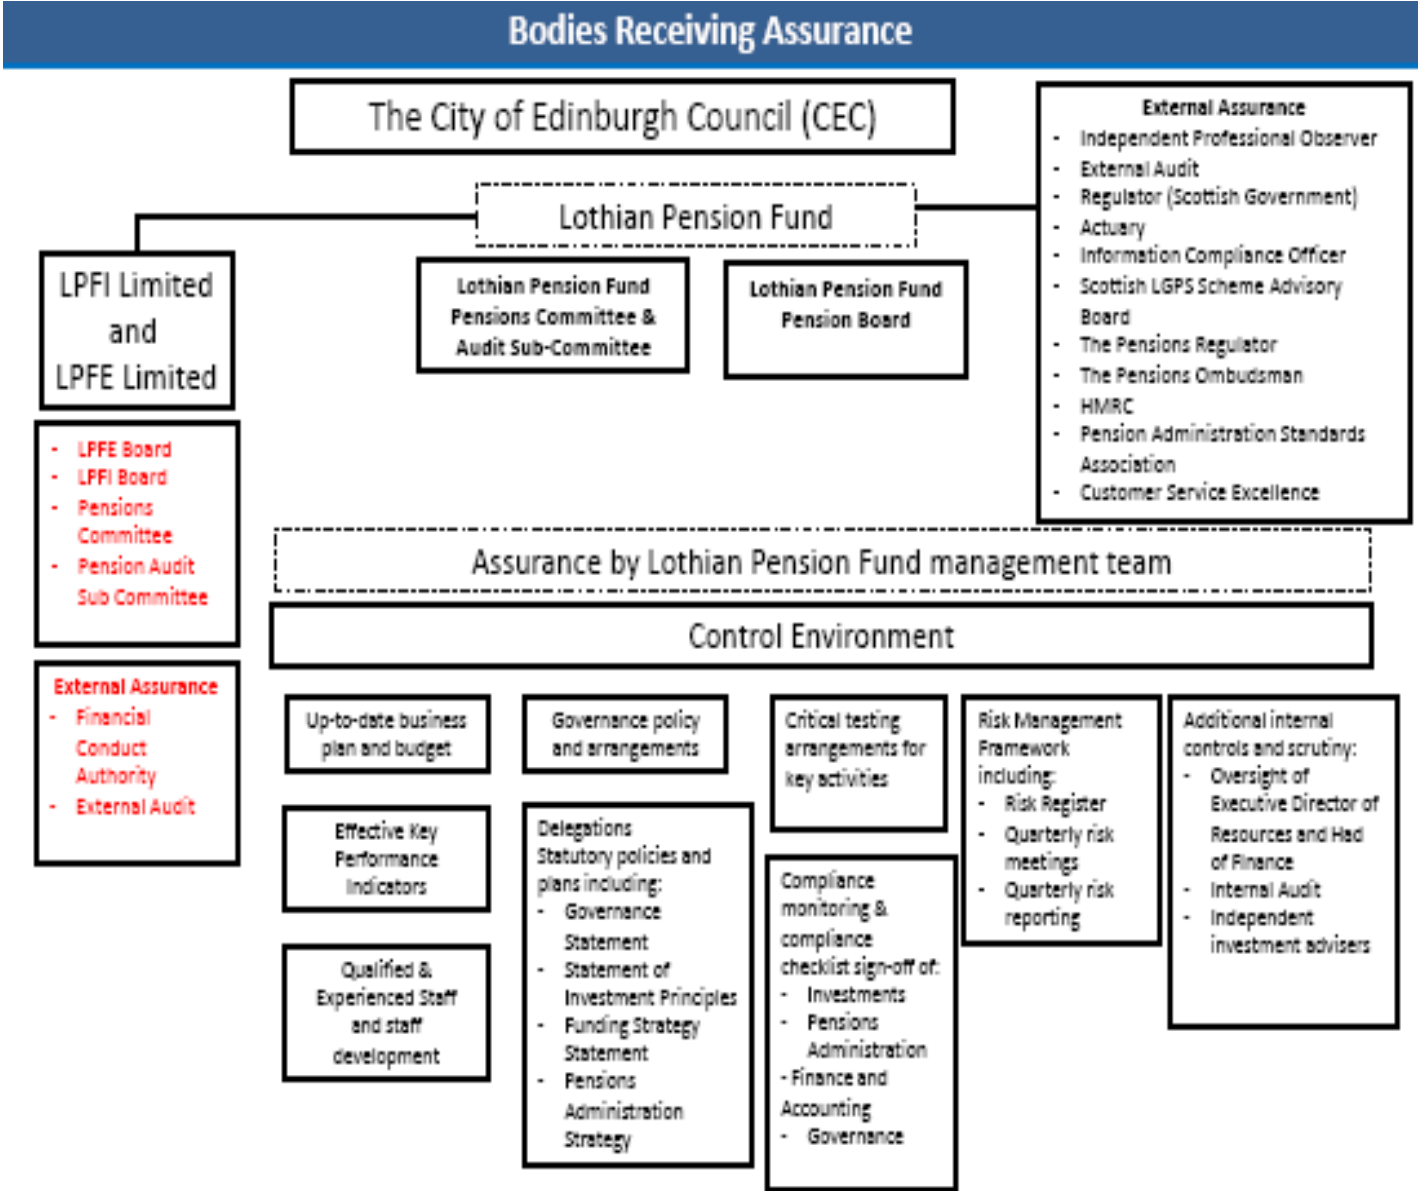 Bodies Receiving Assurance
The City of Edinburgh Council (CEC)
External Assurance
- Independent Professional Observer
- External Audit
- Regulator (Scottish Government)
- Actuary
- Information Compliance Officer
- Scottish LGPS Scheme Advisory
Board
- The Pensions Regulator
- The Pensions Ombudsman
- HMRC
- Pension Administration Standards
Association
- Customer Service Excellence
Lothian Pension Fund
Lothian Pension Fund
Pensions Committee &
Audit Sub-Committee
Lothian Pension Fund
Pension Board
LPFI Limited
and
LPFE Limited
- LPFE Board
- LPFI Board
- Pensions
Committee
- Pension Audit
Sub Committee
External Assurance
- Financial
Conduct
Authority
- External Audit
Assurance by Lothian Pension Fund management team
Control Environment
Up-to-date business
plan and budget
Effective Key
Performance
Indicators
Qualified &
Experienced Staff
and staff
development
Governance policy
and arrangements
Delegations
Statutory policies and
plans including:
- Governance
Statement
- Statement of
Investment Principles
- Funding Strategy
Statement
- Pensions
Administration
Strategy
Critical testing
arrangements for
key activities
Compliance
monitoring &
compliance
checklist sign-off of:
- Investments
- Pensions
Administration
- Finance and
Accounting
- Governance
Risk Management
Framework
including:
- Risk Register
- Quarterly risk
meetings
- Quarterly risk
reporting
Additional internal
controls and scrutiny:
- Oversight of
Executive Director of
Resources and Had
of Finance
- Internal Audit
- Independent
investment advisers